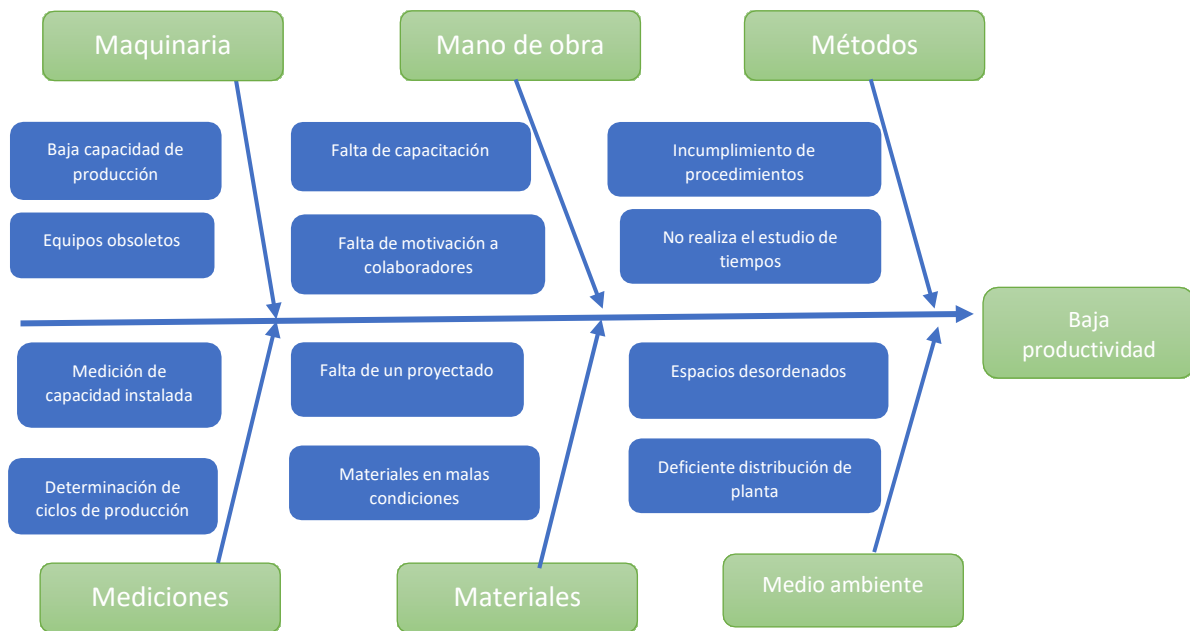 Maquinaria
Mano de obra
Métodos
Baja capacidad de
producción
Falta de capacitación
Incumplimiento de
procedimientos
Equipos obsoletos
Falta de motivación a
colaboradores
No realiza el estudio de
tiempos
Baja
productividad
Medición de
capacidad instalada
Falta de un proyectado
Espacios desordenados
Determinación de
ciclos de producción
Materiales en malas
condiciones
Deficiente distribución de
planta
Mediciones
Materiales
Medio ambiente